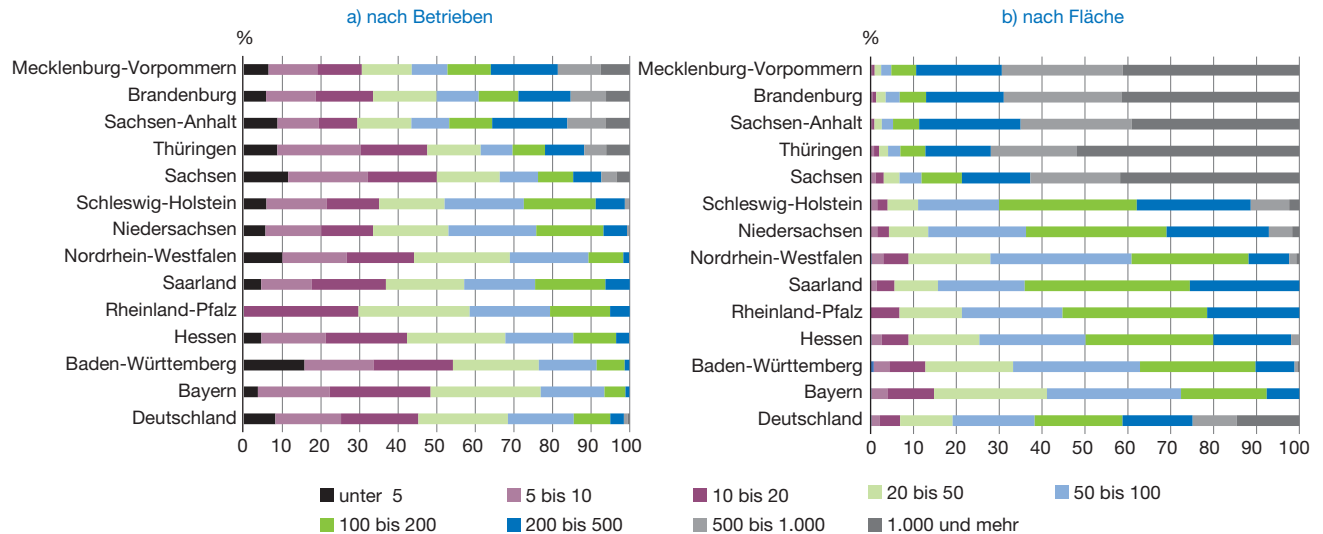 a) nach Betrieben
%
Mecklenburg-Vorpommern
Brandenburg
Sachsen-Anhalt
Thüringen
Sachsen
Schleswig-Holstein
Niedersachsen
Nordrhein-Westfalen
Saarland
Rheinland-Pfalz
Hessen
Baden-Württemberg
Bayern
Deutschland
0 10 20 30 40 50 60 70 80 90 100
b) nach Fläche
%
Mecklenburg-Vorpommern
Brandenburg
Sachsen-Anhalt
Thüringen
Sachsen
Schleswig-Holstein
Niedersachsen
Nordrhein-Westfalen
Saarland
Rheinland-Pfalz
Hessen
Baden-Württemberg
Bayern
Deutschland
0 10 20 30 40 50 60 70 80 90 100
unter 5 5 bis 10 10 bis 20 20 bis 50 50 bis 100
100 bis 200 200 bis 500 500 bis 1.000 1.000 und mehr